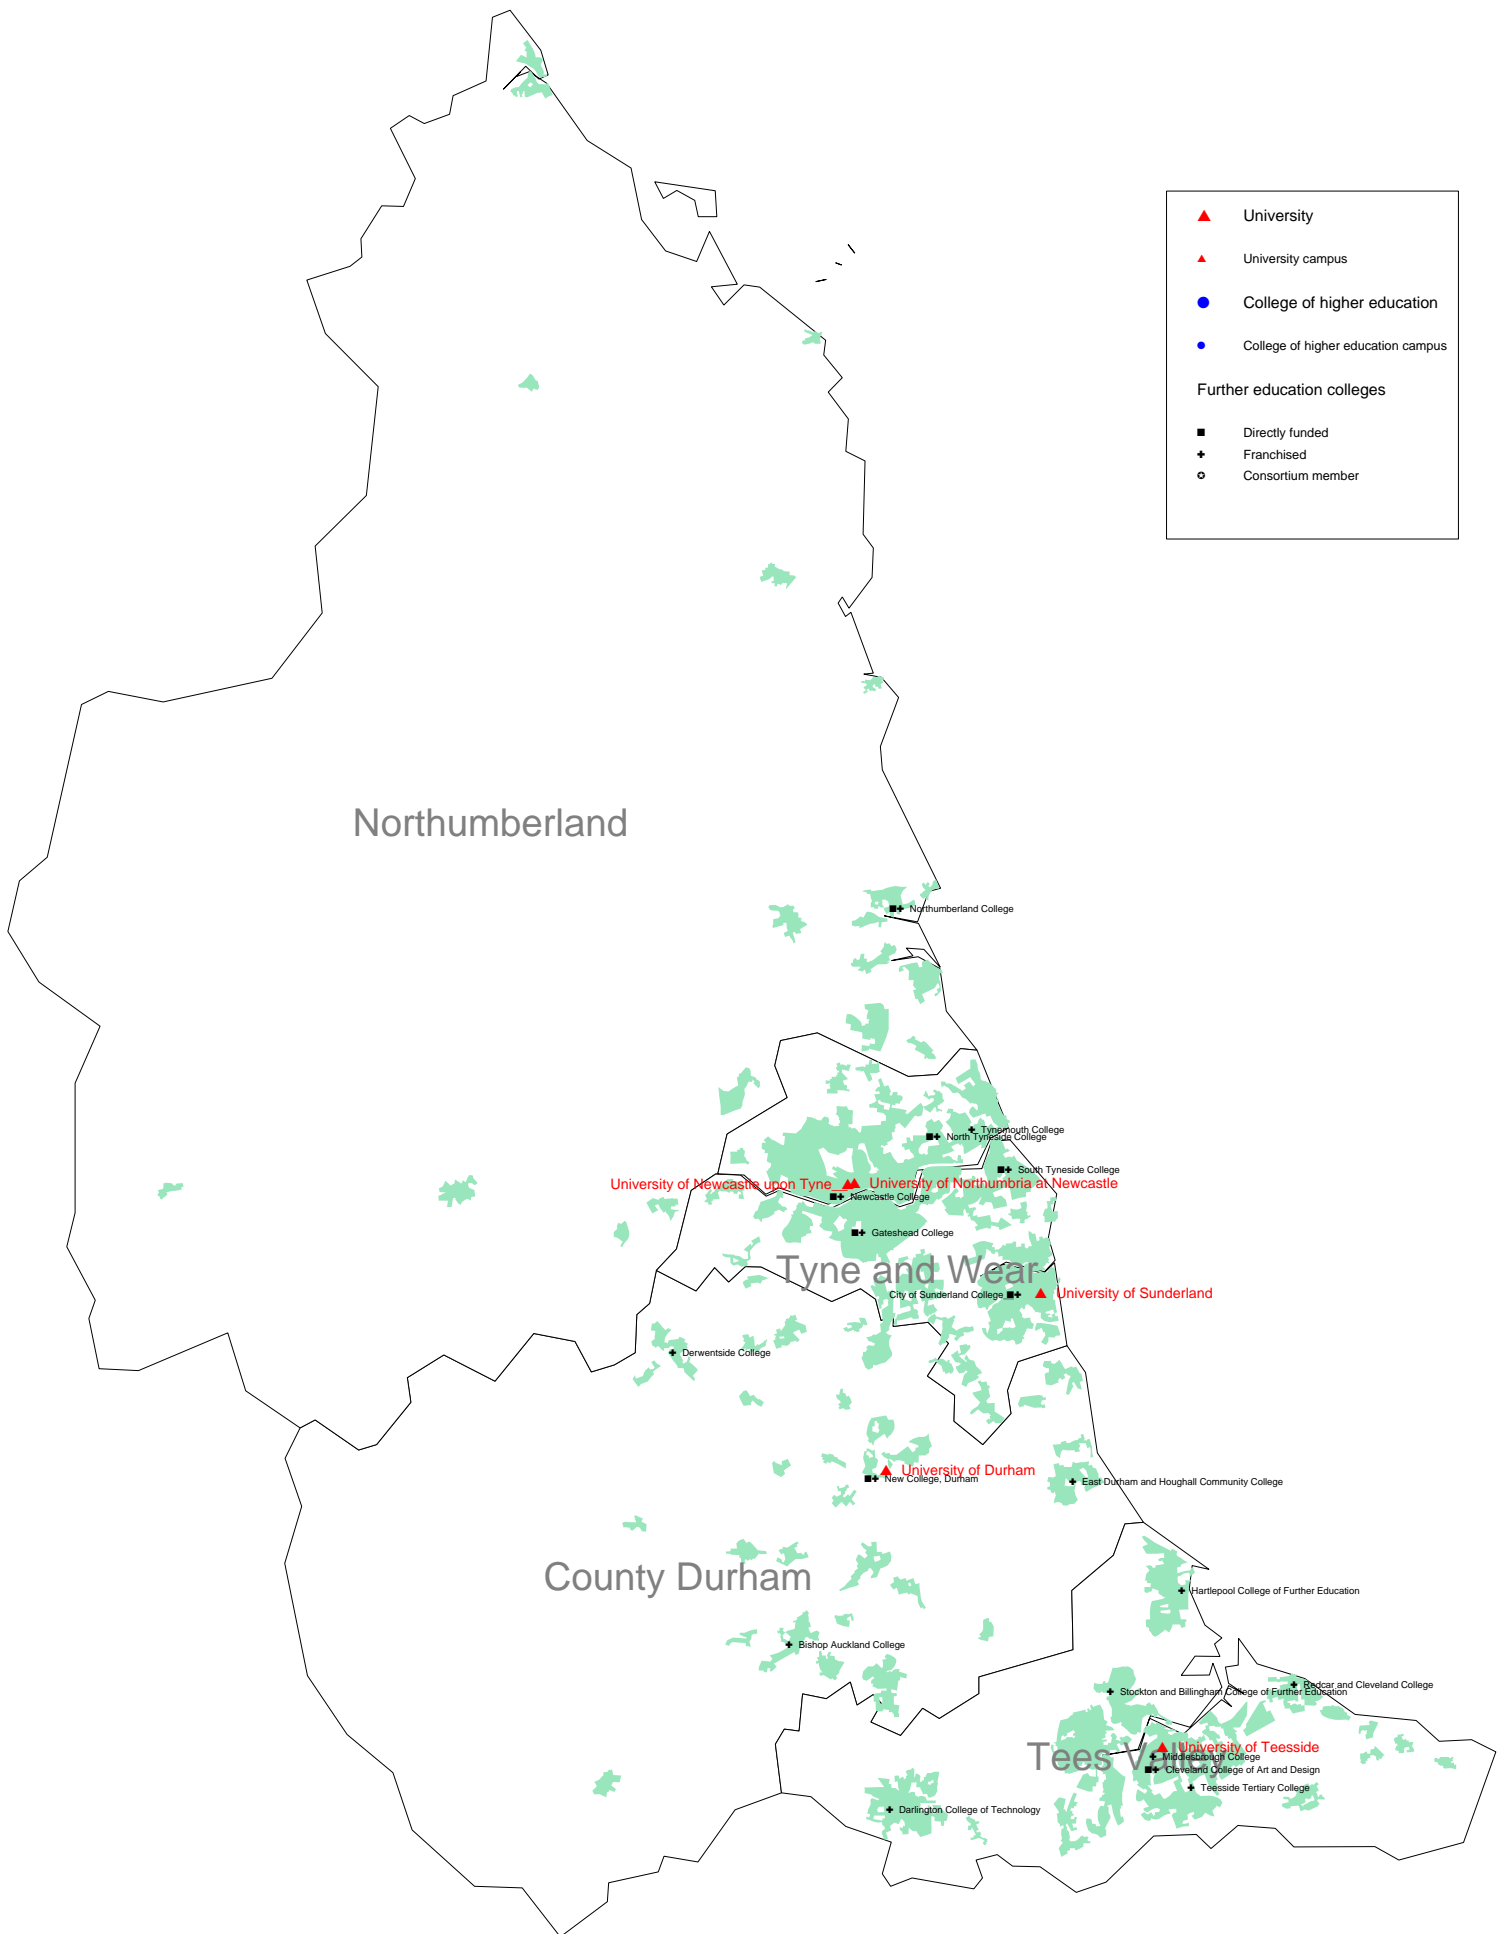 University
University campus
College of higher education
College of higher education campus
Further education colleges
Directly funded
Franchised
Consortium member
Northumberland
Northumberland College
Tynemouth College
North Tyneside College
South Tyneside College
University of Newcastle upon Tyne
University of Northumbria at Newcastle
Newcastle College
Gateshead College
Tyne and Wear
City of Sunderland College
University of Sunderland
Derwentside College
University of Durham
New College, Durham
East Durham and Houghall Community College
County Durham
Hartlepool College of Further Education
Bishop Auckland College
Redcar and Cleveland College
Stockton and Billingham College of Further Education
University of Teesside
Tees Valley
Middlesbrough College
Cleveland College of Art and Design
Teesside Tertiary College
Darlington College of Technology